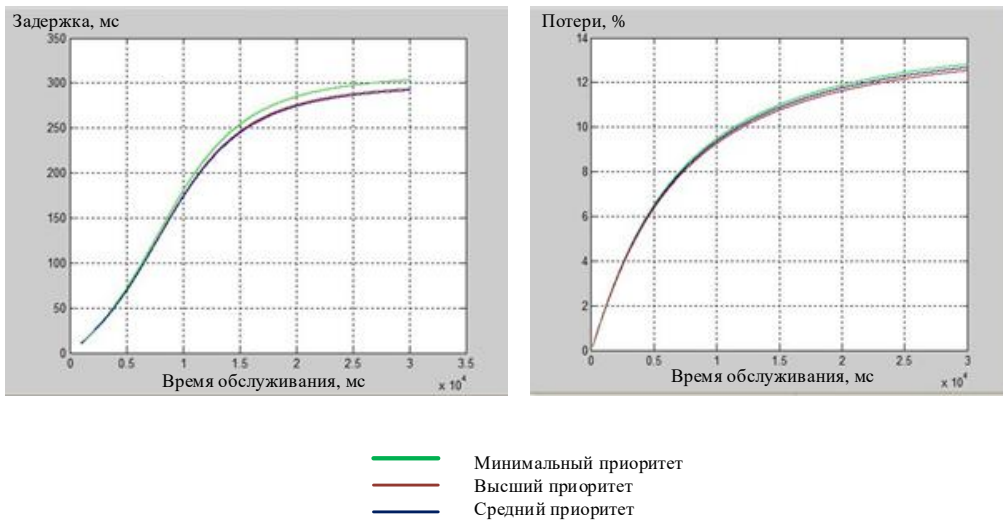 Задержка, мс
350
300
250
200
150
100
50
0
0 0.5 1 1.5 2 2.5 3 3.5
Время обслуживания, мс
x 10⁴
Потери, %
14
12
10
8
6
4
2
0
0 0.5 1 1.5 2 2.5 3
Время обслуживания, мс
x 10⁴
Минимальный приоритет
Высший приоритет
Средний приоритет